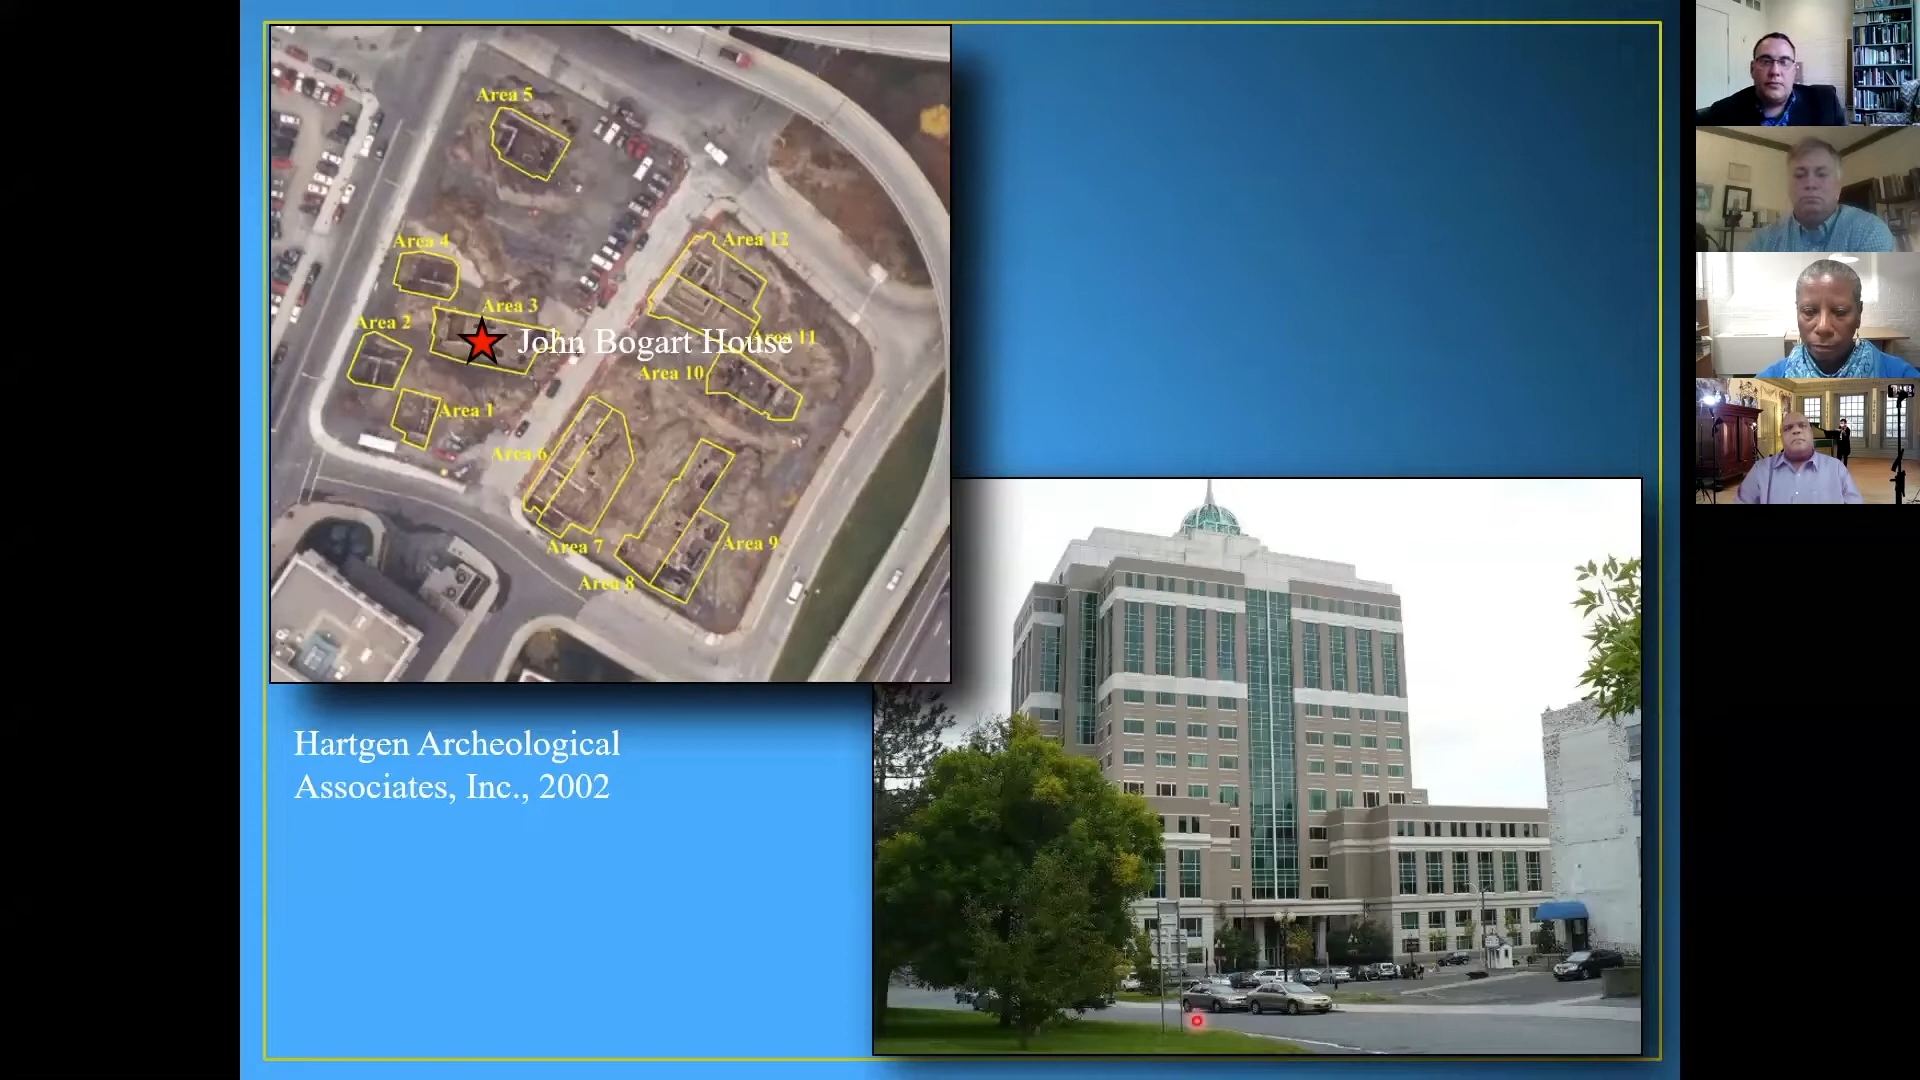 Area 5
Area 12
Area 4
Area 3
Area 2
Area 11
John Bogart House
Area 10
Area 1
Area 6
Area 9
Area 7
Area 8
Hartgen Archeological
Associates, Inc., 2002